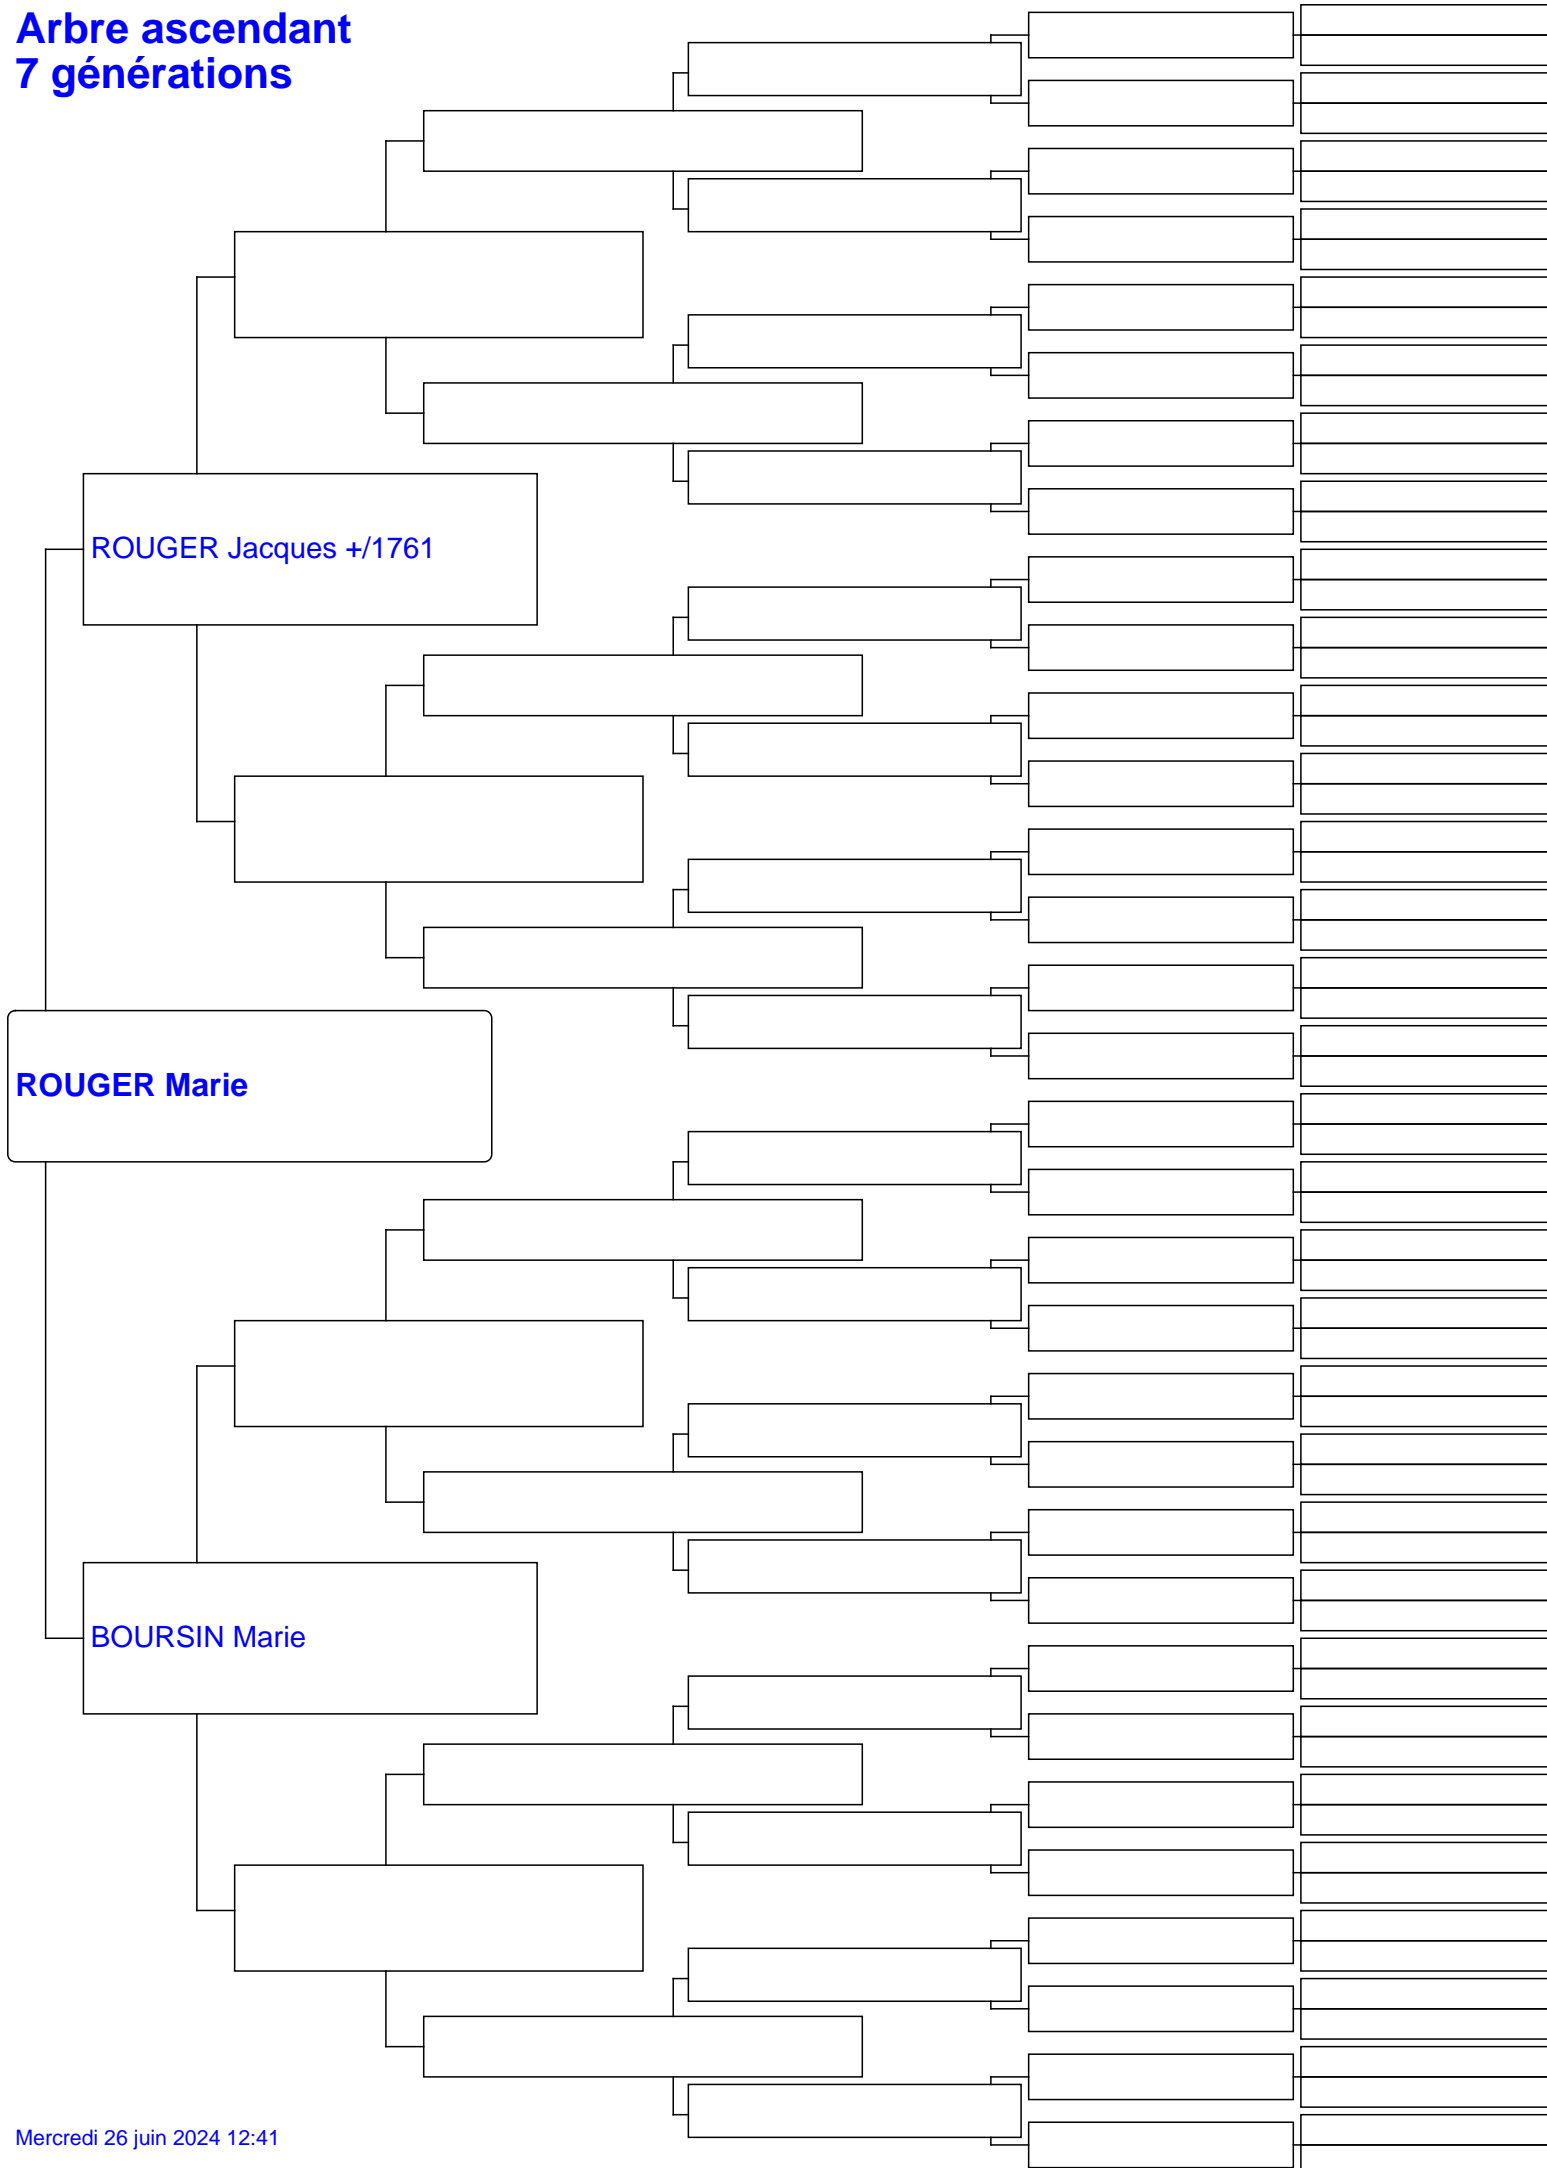 Arbre ascendant
7 générations
ROUGER Jacques +/1761
ROUGER Marie
BOURSIN Marie
Mercredi 26 juin 2024 12:41